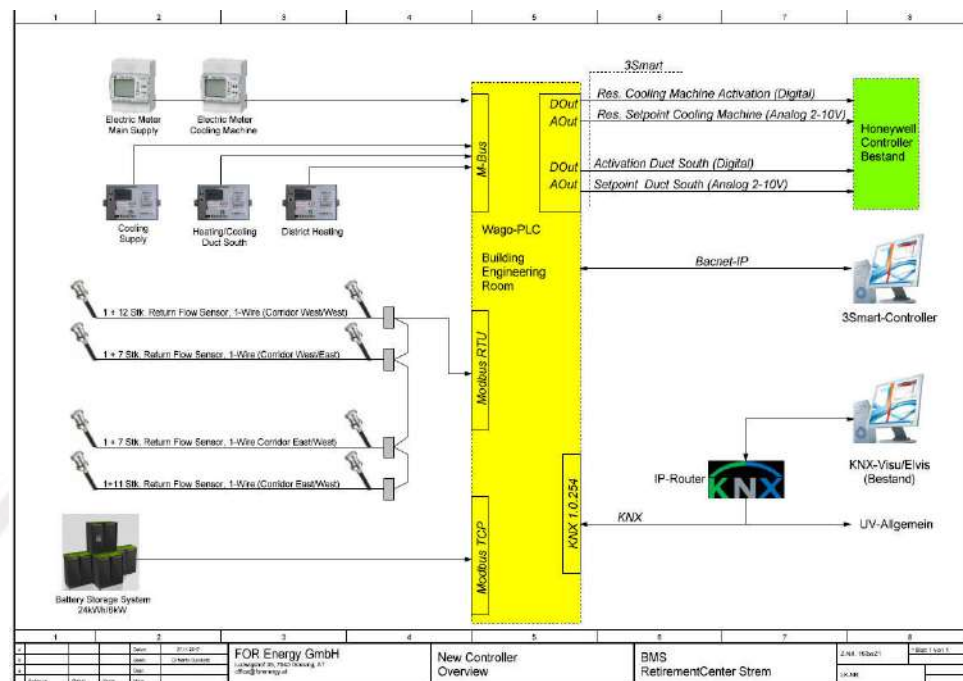 1 2 3 4 5 6 7 8
3Smart
Electric Meter
Main Supply
Electric Meter
Cooling Machine
M-Bus
DOut
Res. Cooling Machine Activation (Digital)
AOut
Res. Setpoint Cooling Machine (Analog 2-10V)
DOut
Activation Duct South (Digital)
AOut
Setpoint Duct South (Analog 2-10V)
Honeywell
Controller
Bestand
Cooling
Supply
Heating/Cooling
Duct South
District Heating
Wago-PLC
Building
Engineering
Room
Bacnet-IP
3Smart-Controller
1 + 12 Stk. Return Flow Sensor, 1-Wire (Corridor West/West)
1 + 7 Stk. Return Flow Sensor, 1-Wire (Corridor West/East)
Modbus RTU
1 + 7 Stk. Return Flow Sensor, 1-Wire Corridor East/West)
1+11 Stk. Return Flow Sensor, 1-Wire (Corridor East/West)
KNX-Visu/Elvis
(Bestand)
IP-Router
KNX
KNX 1.0.254
KNX
UV-Allgemein
Modbus TCP
Battery Storage System
24kWh/8kW
1 2 3 4 5 6 7 8
FOR Energy GmbH
New Controller
Overview
BMS
RetirementCenter Strem